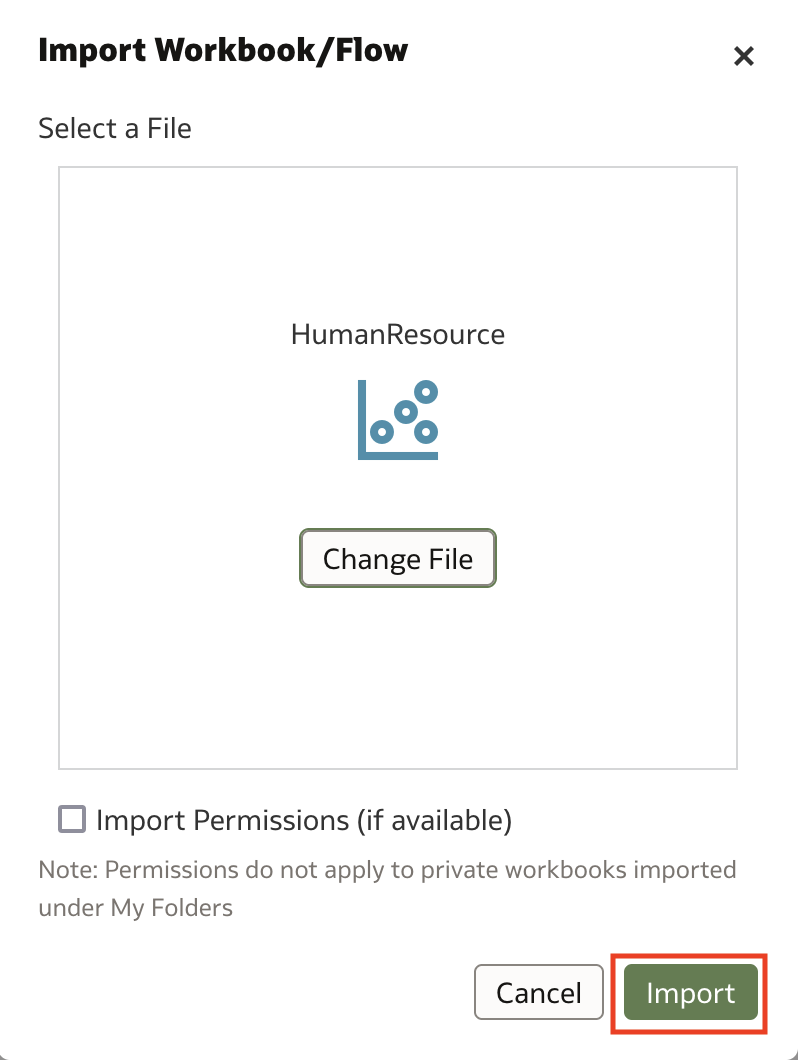 Import Workbook/Flow
Select a File
HumanResource
Change File
Import Permissions (if available)
Note: Permissions do not apply to private workbooks imported
under My Folders
Cancel
Import